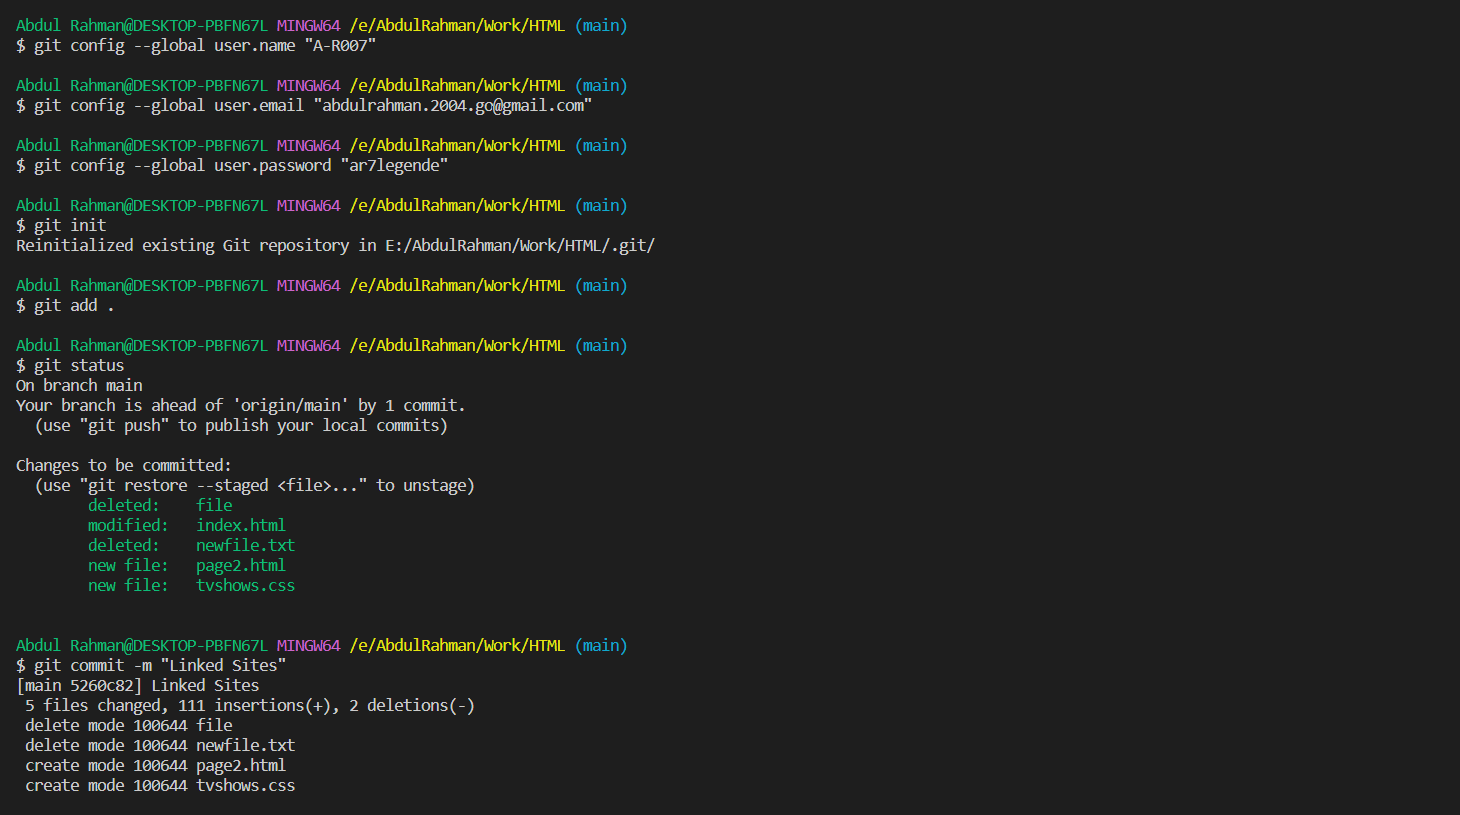 Abdul Rahman@DESKTOP-PBFN67L MINGW64 /e/AbdulRahman/Work/HTML (main)
$ git config --global user.name "A-R007"
Abdul Rahman@DESKTOP-PBFN67L MINGW64 /e/AbdulRahman/Work/HTML (main)
$ git config --global user.email "abdulrahman.2004.go@gmail.com"
Abdul Rahman@DESKTOP-PBFN67L MINGW64 /e/AbdulRahman/Work/HTML (main)
$ git config --global user.password "ar7legende"
Abdul Rahman@DESKTOP-PBFN67L MINGW64 /e/AbdulRahman/Work/HTML (main)
$ git init
Reinitialized existing Git repository in E:/AbdulRahman/Work/HTML/.git/
Abdul Rahman@DESKTOP-PBFN67L MINGW64 /e/AbdulRahman/Work/HTML (main)
$ git add .
Abdul Rahman@DESKTOP-PBFN67L MINGW64 /e/AbdulRahman/Work/HTML (main)
$ git status
On branch main
Your branch is ahead of 'origin/main' by 1 commit.
  (use "git push" to publish your local commits)
Changes to be committed:
  (use "git restore --staged <file>..." to unstage)
        deleted:    file
        modified:   index.html
        deleted:    newfile.txt
        new file:   page2.html
        new file:   tvshows.css
Abdul Rahman@DESKTOP-PBFN67L MINGW64 /e/AbdulRahman/Work/HTML (main)
$ git commit -m "Linked Sites"
[main 5260c82] Linked Sites
 5 files changed, 111 insertions(+), 2 deletions(-)
 delete mode 100644 file
 delete mode 100644 newfile.txt
 create mode 100644 page2.html
 create mode 100644 tvshows.css